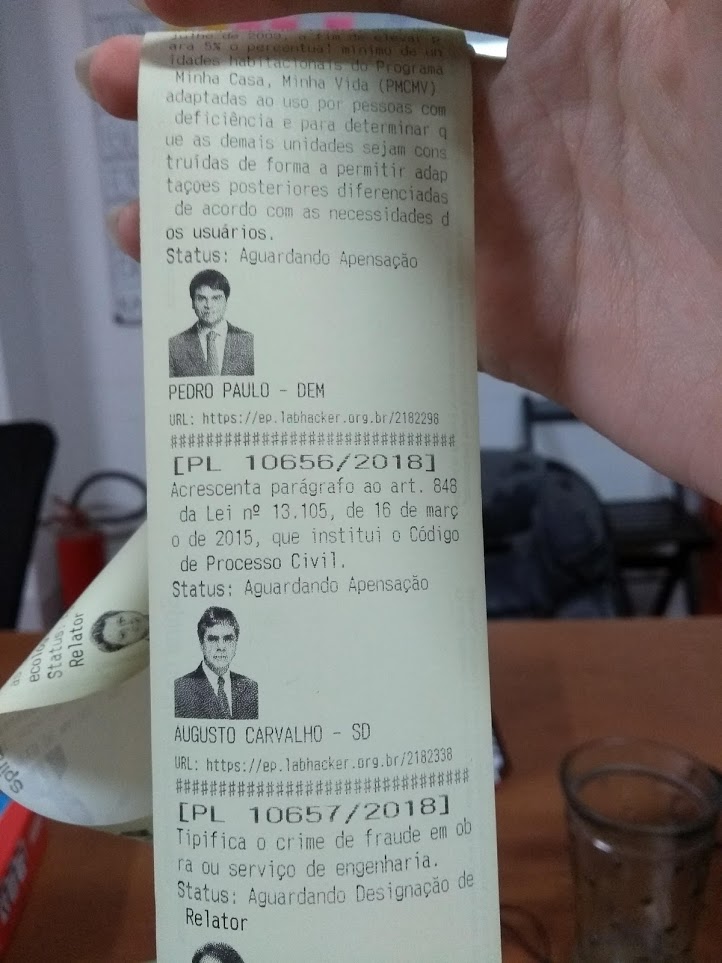 julho de 2009, a fim de elevar p
ara 5% o percentual mínimo de un
idades habitacionais do Programa
Minha Casa, Minha Vida (PMCMV)
adaptadas ao uso por pessoas com
deficiência e para determinar q
ue as demais unidades sejam cons
truídas de forma a permitir adap
tações posteriores diferenciadas
de acordo com as necessidades d
os usuários.
Status: Aguardando Apensação
PEDRO PAULO - DEM
URL: https://ep.labhacker.org.br/2182298
################################
[PL 10656/2018]
Acrescenta parágrafo ao art. 848
da Lei nº 13.105, de 16 de març
o de 2015, que institui o Código
de Processo Civil.
Status: Aguardando Apensação
AUGUSTO CARVALHO - SD
URL: https://ep.labhacker.org.br/2182338
################################
[PL 10657/2018]
Tipifica o crime de fraude em ob
ra ou serviço de engenharia.
Status: Aguardando Designação de
Relator
Status:
Relator